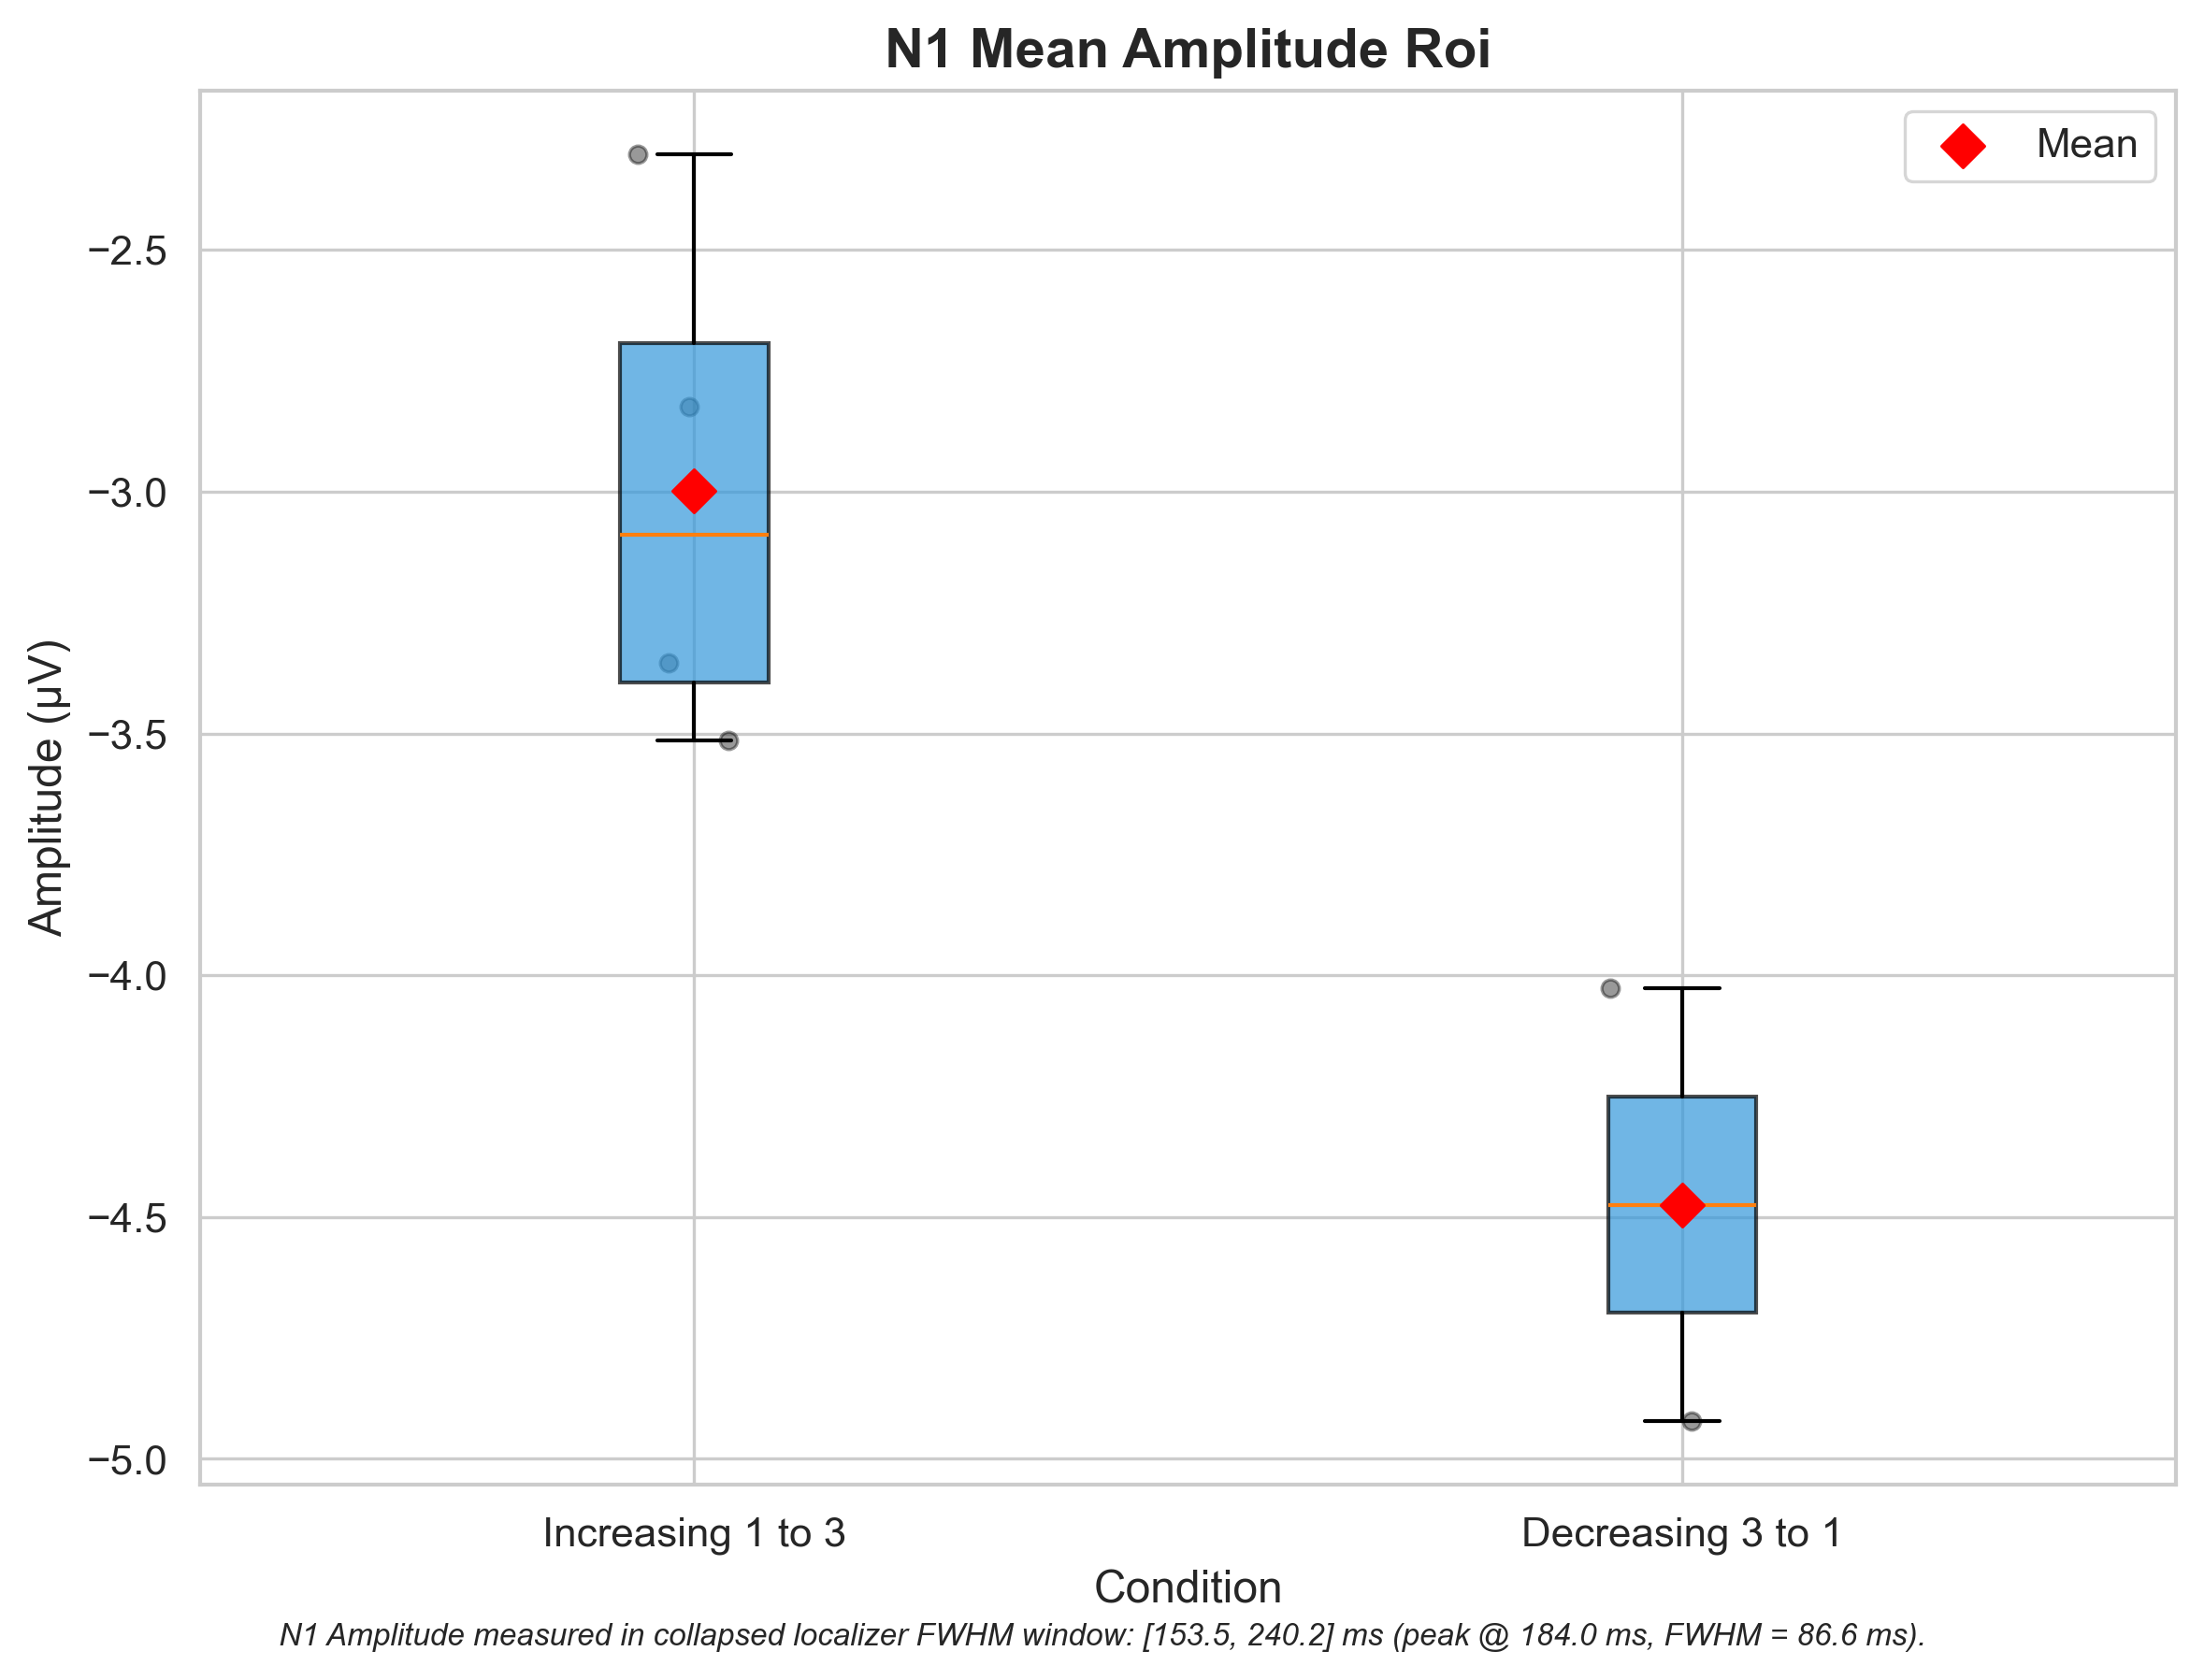 N1 Mean Amplitude Roi
Mean
−2.5
−3.0
−3.5
−4.0
−4.5
−5.0
Amplitude (µV)
Increasing 1 to 3
Decreasing 3 to 1
Condition
N1 Amplitude measured in collapsed localizer FWHM window: [153.5, 240.2] ms (peak @ 184.0 ms, FWHM = 86.6 ms).